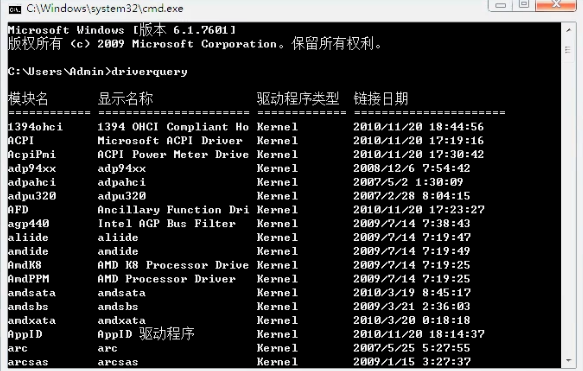 C:\Windows\system32\cmd.exe
Microsoft Windows [版本 6.1.7601]
版权所有 (c) 2009 Microsoft Corporation。保留所有权利。
C:\Users\Admin>driverquery
模块名 显示名称 驱动程序类型 链接日期
============ ====================== ============= ======================
1394ohci 1394 OHCI Compliant Ho Kernel 2010/11/20 18:44:56
ACPI Microsoft ACPI Driver Kernel 2010/11/20 17:19:16
AcpiPmi ACPI Power Meter Drive Kernel 2010/11/20 17:30:42
adp94xx adp94xx Kernel 2008/12/6 7:54:42
adpahci adpahci Kernel 2007/5/2 1:30:09
adpu320 adpu320 Kernel 2007/2/28 8:04:15
AFD Ancillary Function Dri Kernel 2010/11/20 17:23:27
agp440 Intel AGP Bus Filter Kernel 2009/7/14 7:38:43
aliide aliide Kernel 2009/7/14 7:19:47
amdide amdide Kernel 2009/7/14 7:19:49
AmdK8 AMD K8 Processor Drive Kernel 2009/7/14 7:19:25
AmdPPM AMD Processor Driver Kernel 2009/7/14 7:19:25
amdsata amdsata Kernel 2010/3/19 8:45:17
amdsbs amdsbs Kernel 2009/3/21 2:36:03
amdxata amdxata Kernel 2010/3/20 0:18:18
AppID AppID 驱动程序 Kernel 2010/11/20 18:14:37
arc arc Kernel 2007/5/25 5:27:55
arcsas arcsas Kernel 2009/1/15 3:27:37